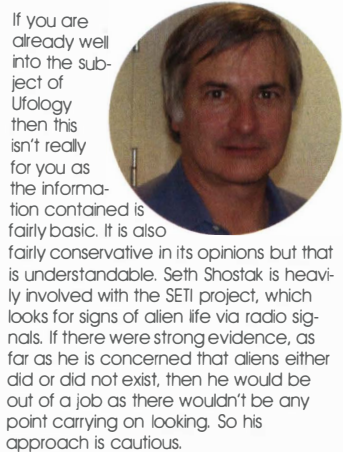 If you are
already well
into the sub-
ject of
Ufology
then this
isn't really
for you as
the informa-
tion contained is
fairly basic. It is also
fairly conservative in its opinions but that
is understandable. Seth Shostak is heavi-
ly involved with the SETI project, which
looks for signs of alien life via radio sig-
nals. If there were strong evidence, as
far as he is concerned that aliens either
did or did not exist, then he would be
out of a job as there wouldn't be any
point carrying on looking. So his
approach is cautious.